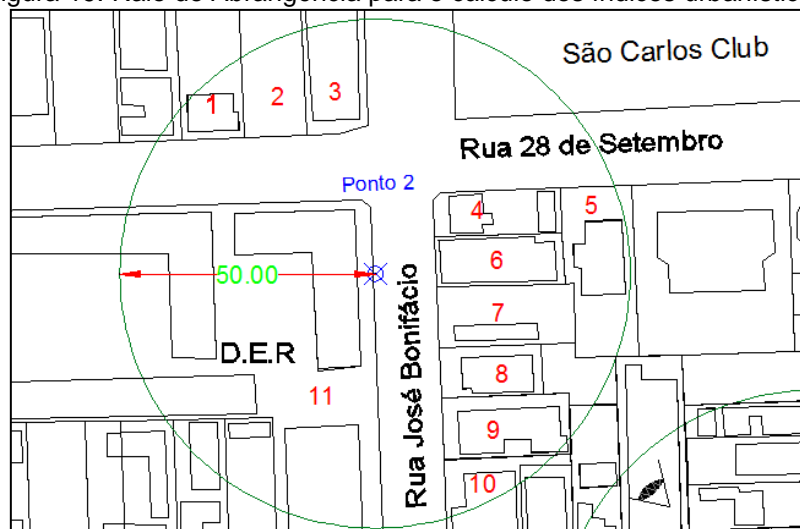 São Carlos Club
1
2
3
Rua 28 de Setembro
Ponto 2
4
5
6
50.00
7
Rua José Bonifácio
D.E.R
8
11
9
10